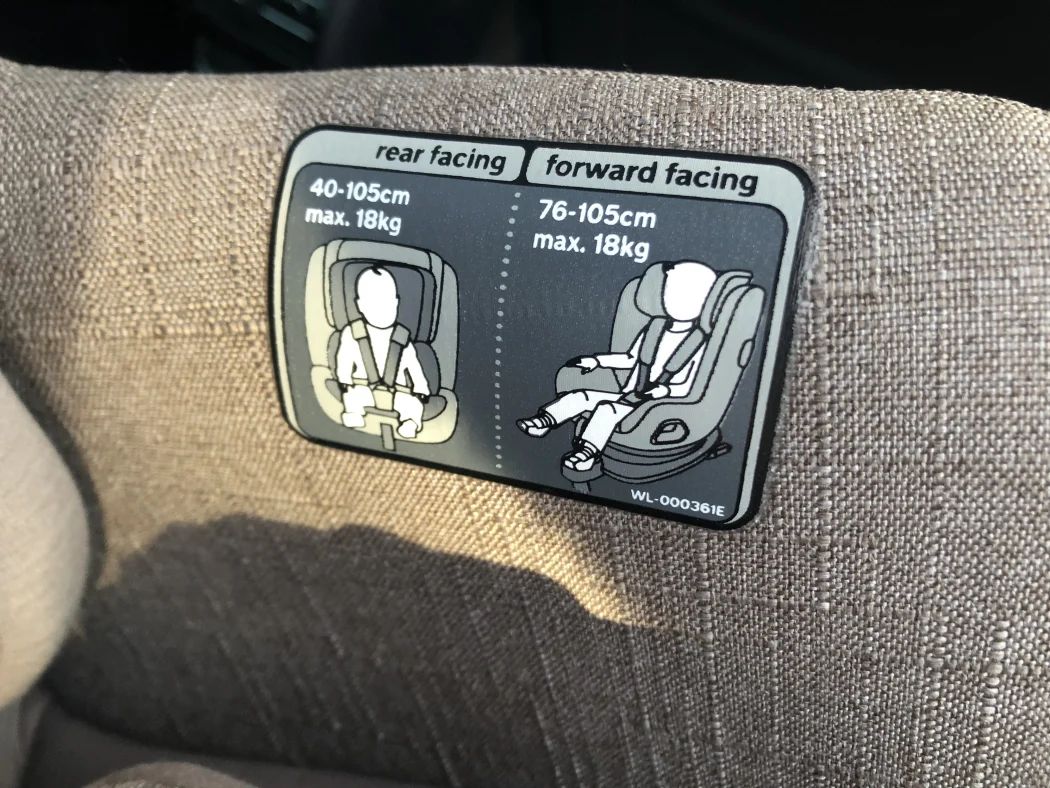 rear facing
40-105cm
max. 18kg
forward facing
76-105cm
max. 18kg
WL-000361E